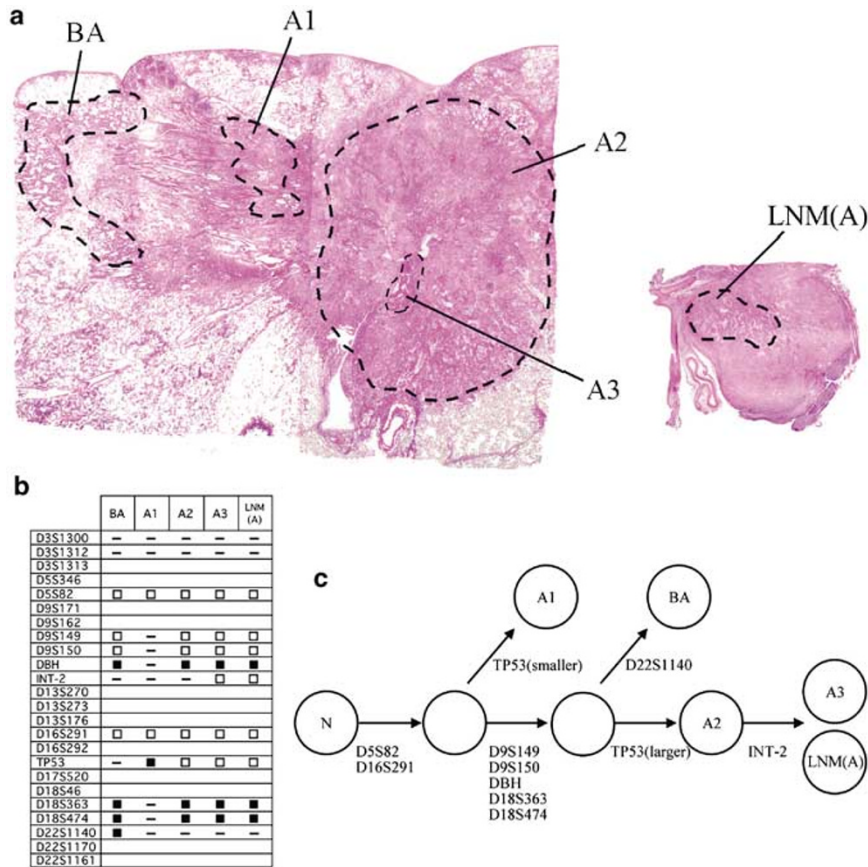 a
BA
A1
A2
A3
LNM(A)
b
BA A1 A2 A3 LNM (A)
D3S1300 – – – – –
D3S1312 – – – – –
D3S1313
D5S346
D5S82 □ □ □ □ □
D9S171
D9S162
D9S149 □ – □ □ □
D9S150 □ – □ □ □
DBH ■ – ■ ■ ■
INT-2 – – – □ □
D13S270
D13S273
D13S176
D16S291 □ □ □ □ □
D16S292
TP53 – ■ □ □ □
D17S520
D18S46
D18S363 ■ – ■ ■ ■
D18S474 ■ – ■ ■ ■
D22S1140 ■ – – – –
D22S1170
D22S1161
c
A1
BA
TP53(smaller)
D22S1140
N
A2
A3
LNM(A)
D5S82
D16S291
D9S149
D9S150
DBH
D18S363
D18S474
TP53(larger)
INT-2